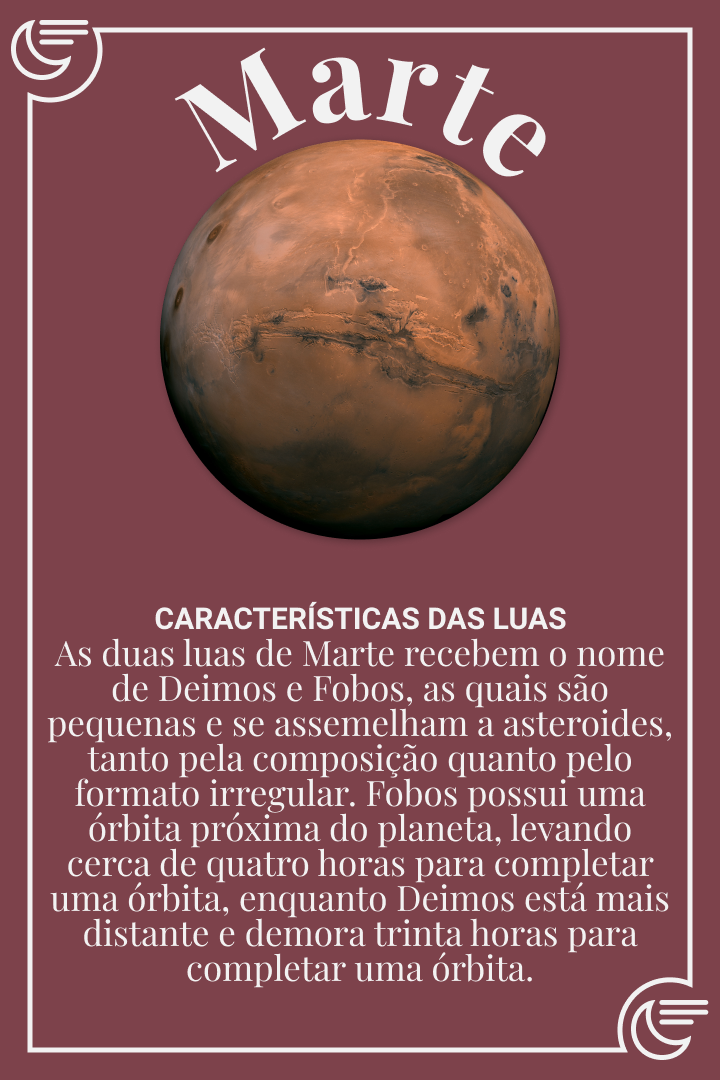 Marte
CARACTERÍSTICAS DAS LUAS
As duas luas de Marte recebem o nome
de Deimos e Fobos, as quais são
pequenas e se assemelham a asteroides,
tanto pela composição quanto pelo
formato irregular. Fobos possui uma
órbita próxima do planeta, levando
cerca de quatro horas para completar
uma órbita, enquanto Deimos está mais
distante e demora trinta horas para
completar uma órbita.